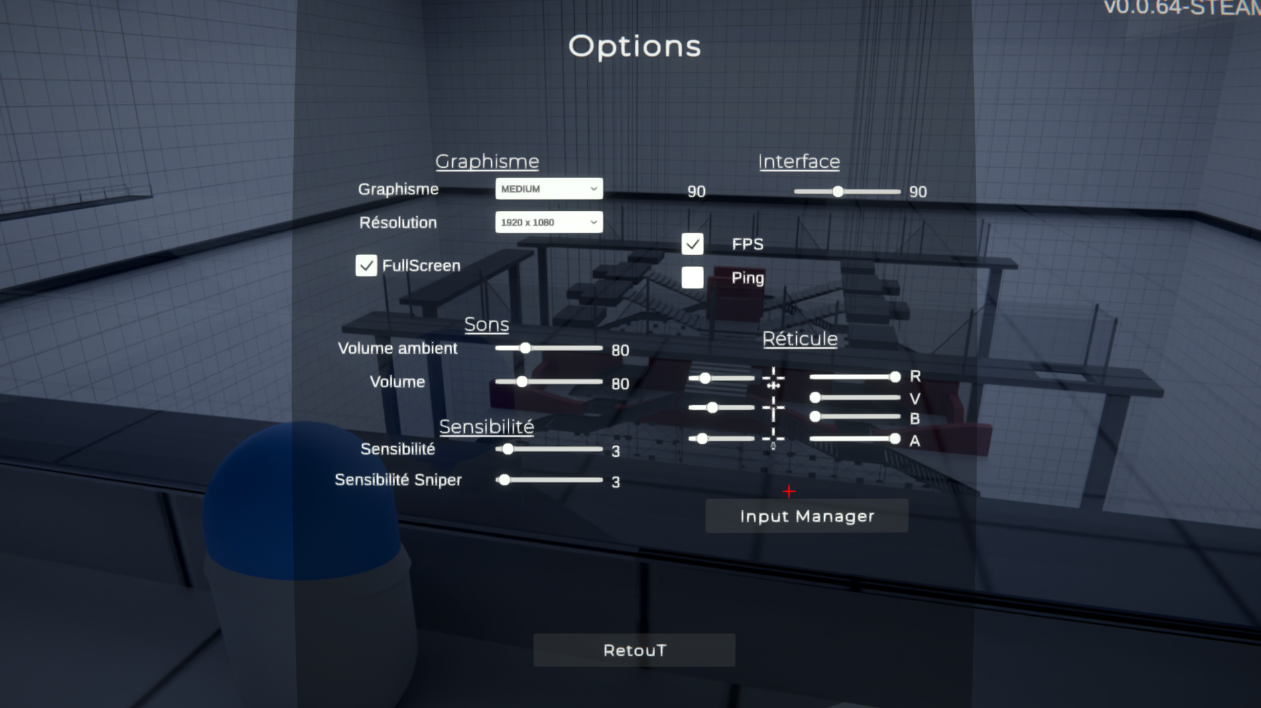 v0.0.64-STEAM
Options
Graphisme
Graphisme MEDIUM
Résolution 1920 x 1080
FullScreen
Interface
90 90
FPS
Ping
Sons
Volume ambient 80
Volume 80
Sensibilité
Sensibilité 3
Sensibilité Sniper 3
Réticule
R
V
B
A
Input Manager
RetouT